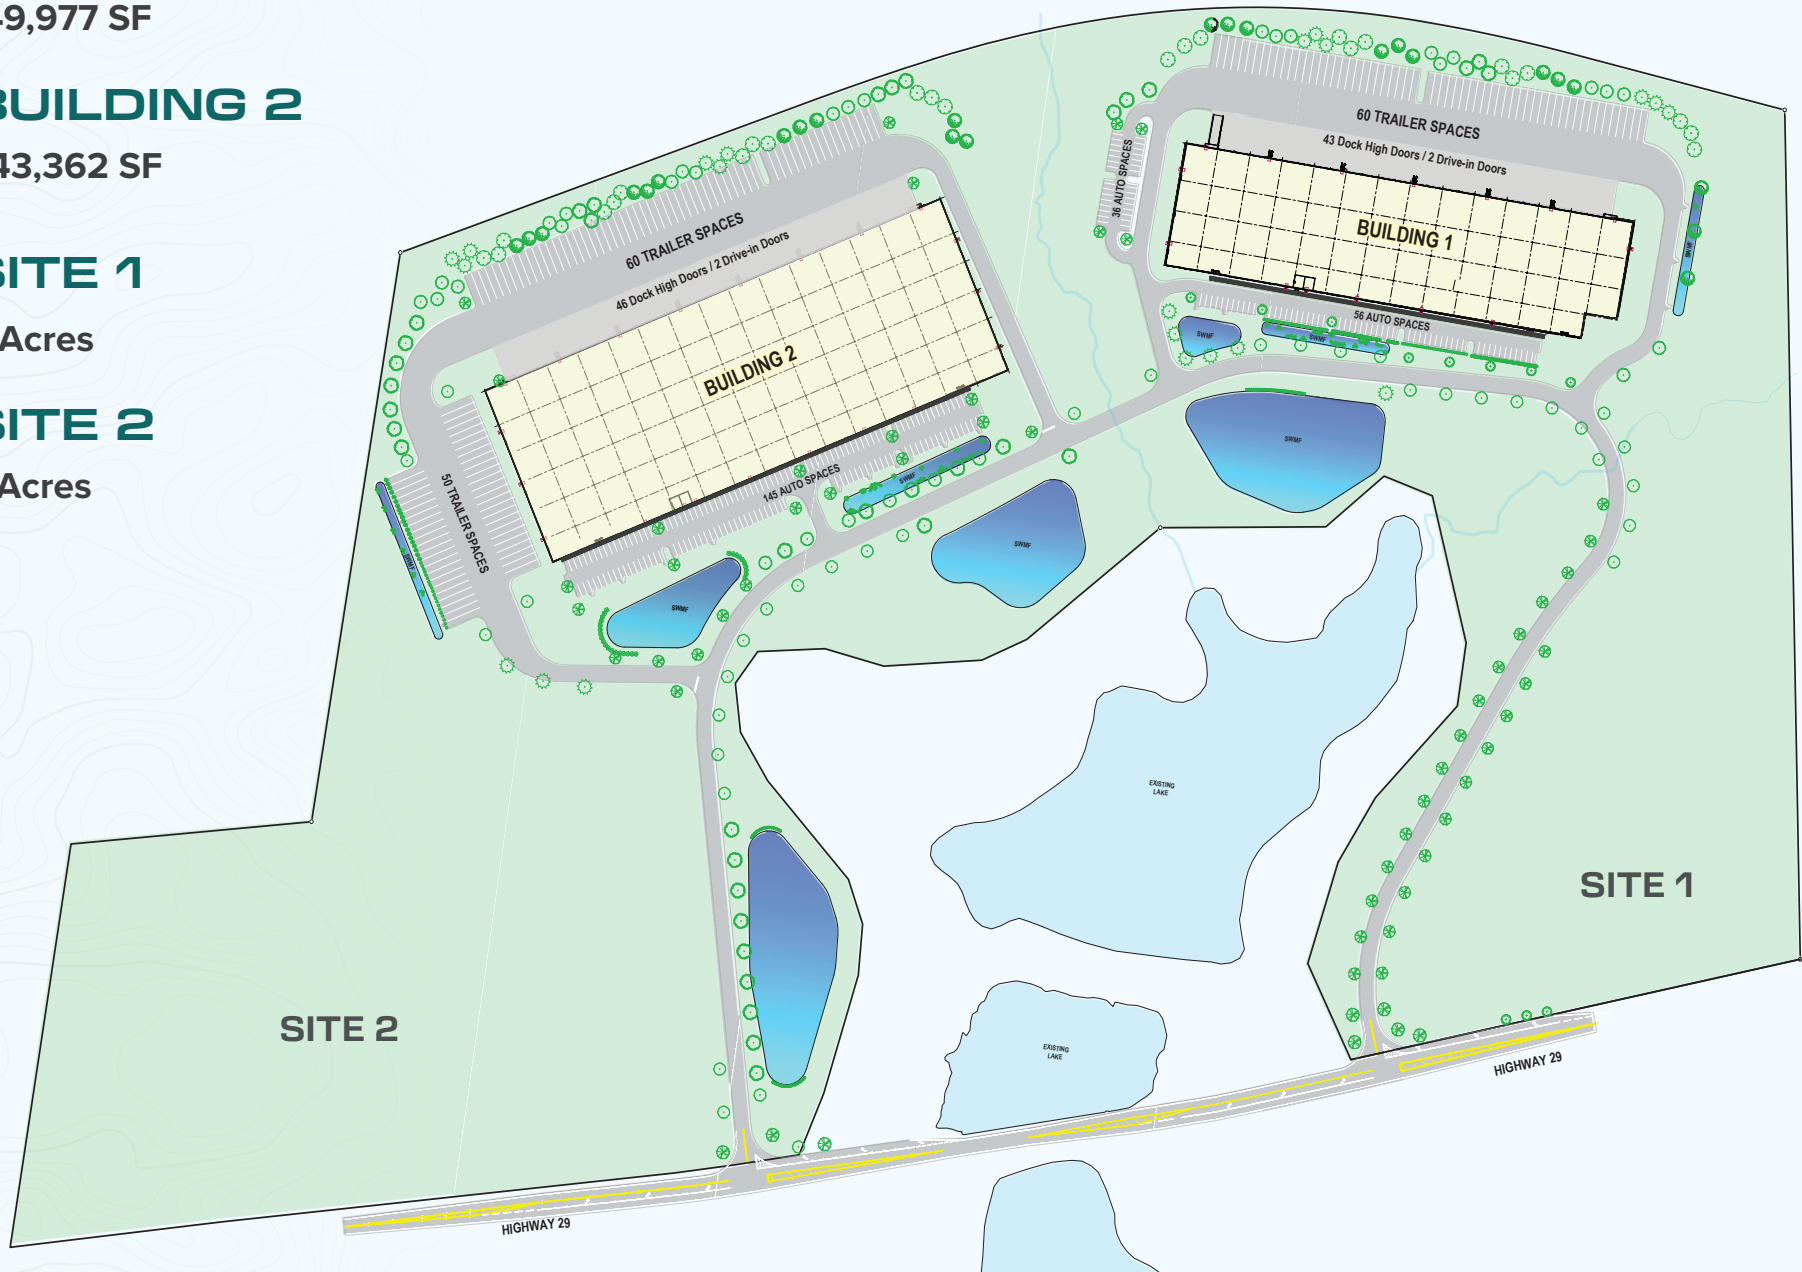 9,977 SF
BUILDING 2
43,362 SF
SITE 1
Acres
SITE 2
Acres
60 TRAILER SPACES
43 Dock High Doors / 2 Drive-in Doors
36 AUTO SPACES
BUILDING 1
56 AUTO SPACES
SWMF
SWMF
SWMF
60 TRAILER SPACES
46 Dock High Doors / 2 Drive-in Doors
BUILDING 2
145 AUTO SPACES
50 TRAILER SPACES
SWMF
SWMF
SWMF
SWMF
SWMF
EXISTING
LAKE
SITE 1
SITE 2
EXISTING
LAKE
HIGHWAY 29
HIGHWAY 29